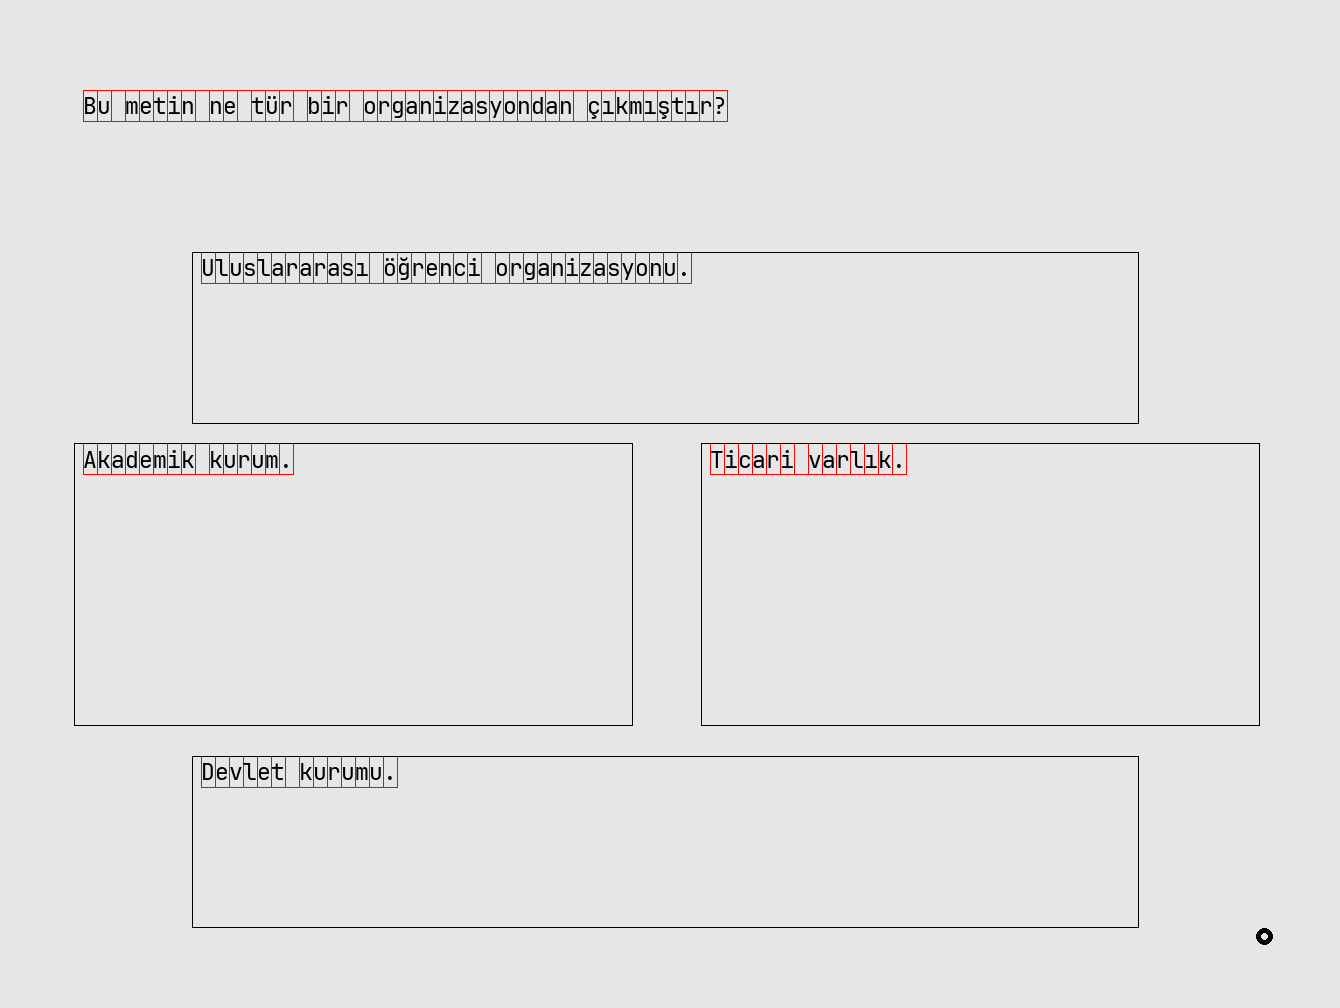 Bu metin ne tür bir organizasyondan çıkmıştır?
Uluslararası öğrenci organizasyonu.
Akademik kurum.
Ticari varlık.
Devlet kurumu.